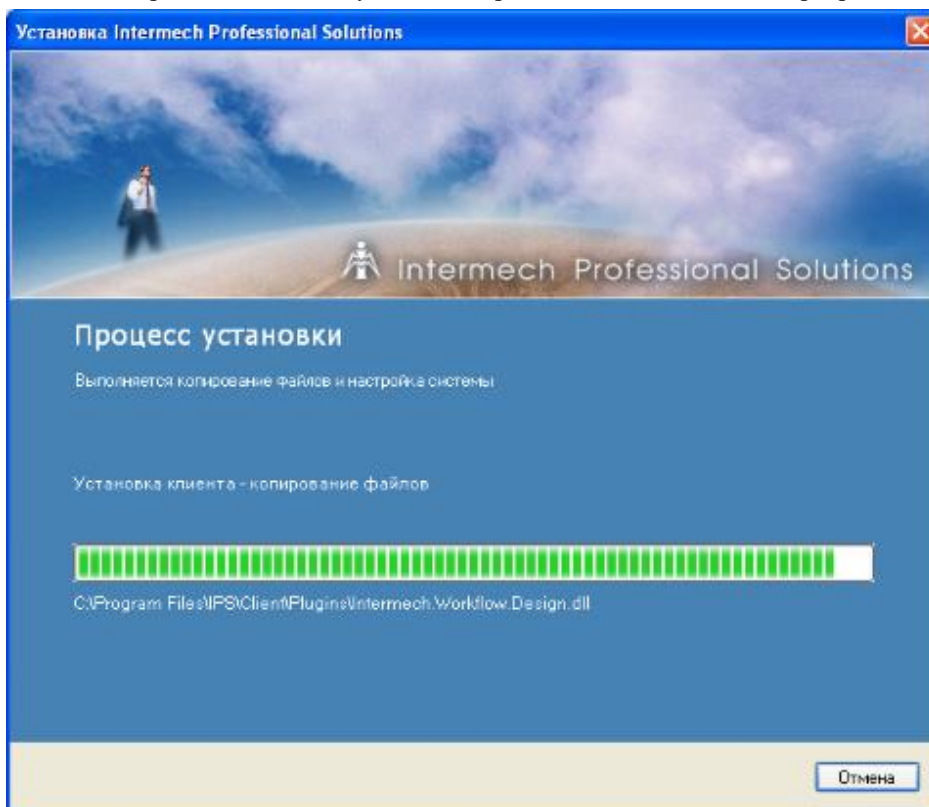 Установка Intermech Professional Solutions
Intermech Professional Solutions
Процесс установки
Выполняется копирование файлов и настройка системы
Установка клиента - копирование файлов
C:\Program Files\IPS\Client\Plugins\Intermech.Workflow.Design.dll
Отмена